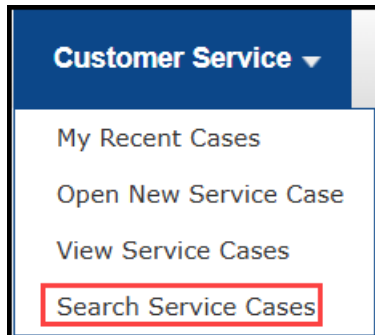 Customer Service
My Recent Cases
Open New Service Case
View Service Cases
Search Service Cases